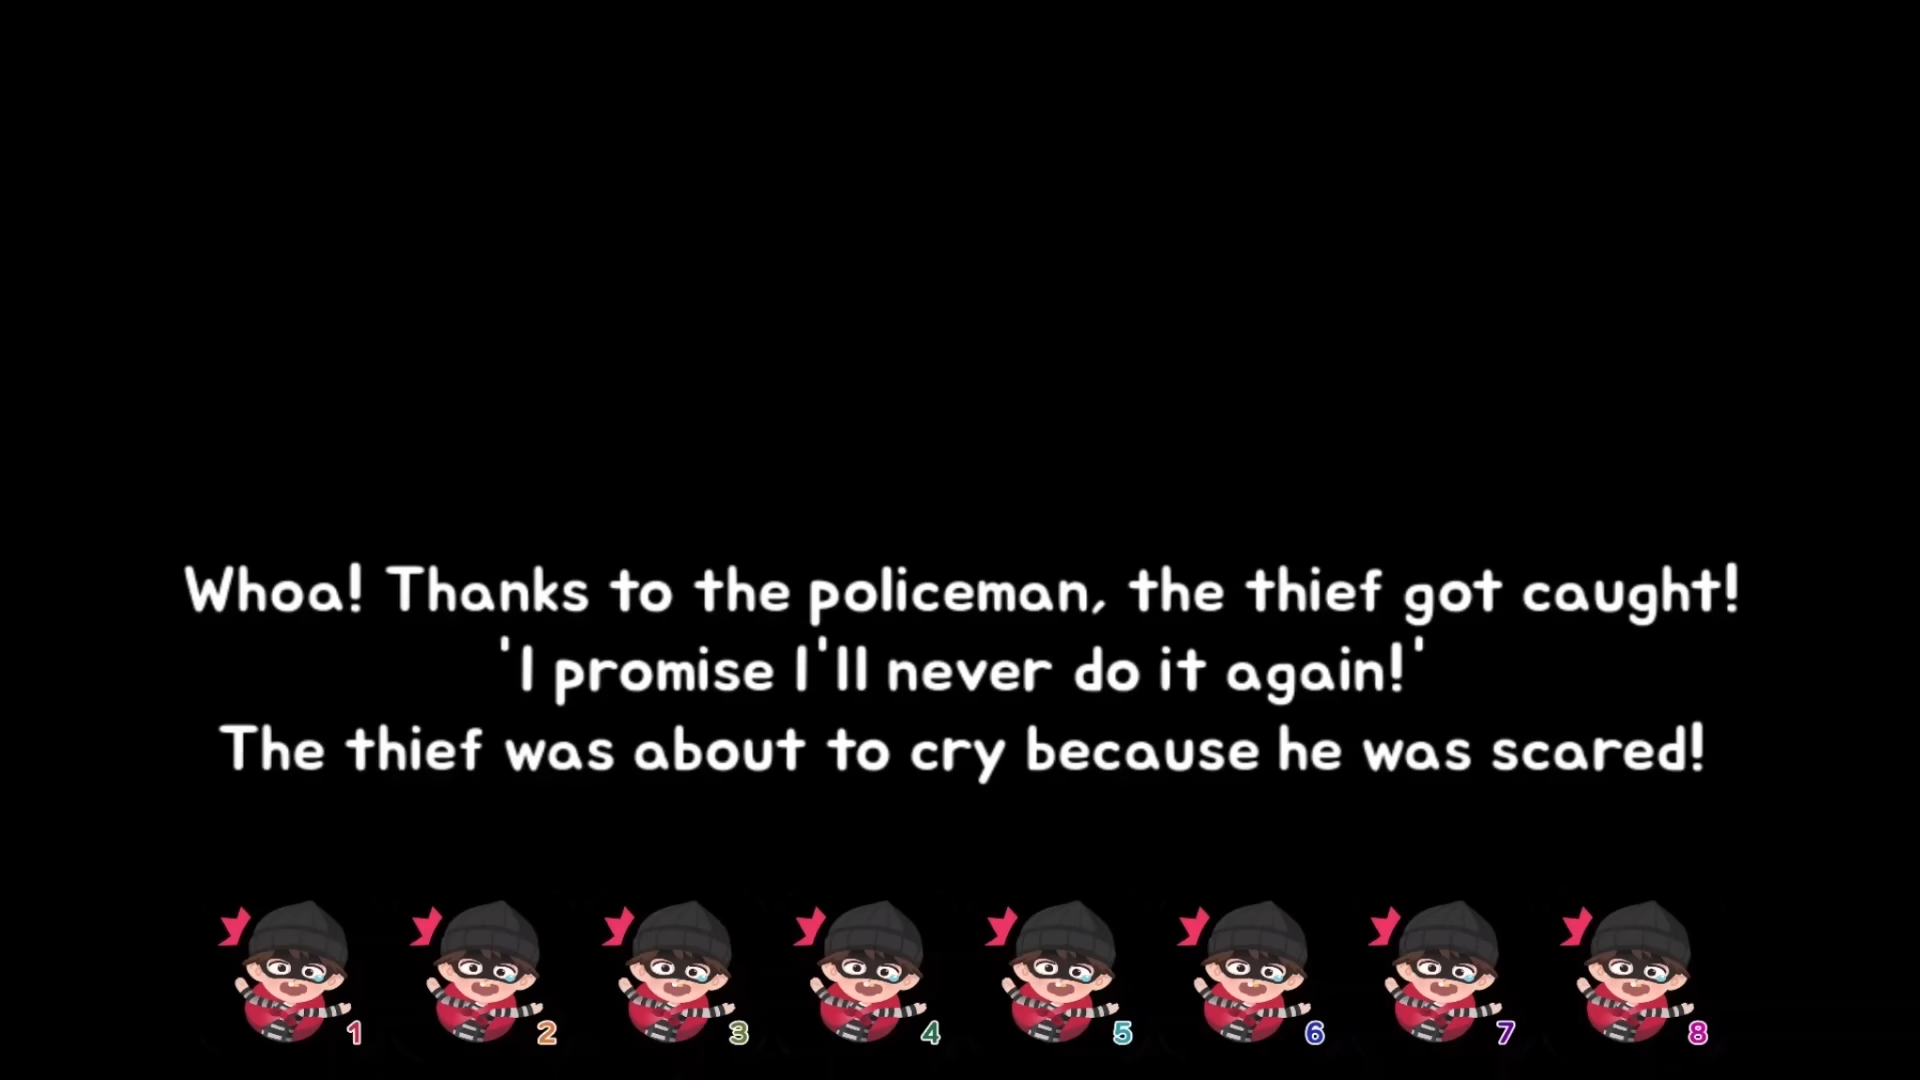 Whoa! Thanks to the policeman, the thief got caught!
'I promise I'll never do it again!'
The thief was about to cry because he was scared!
1 2 3 4 5 6 7 8